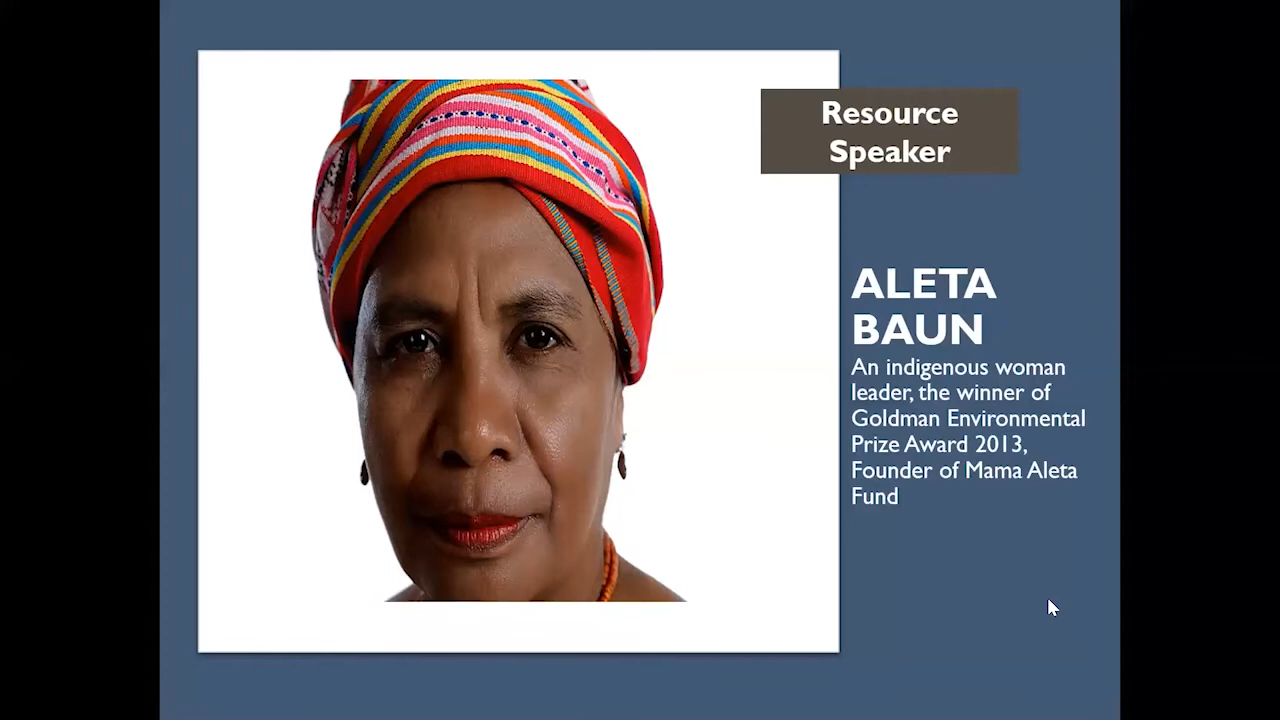 Resource
Speaker
ALETA
BAUN
An indigenous woman
leader, the winner of
Goldman Environmental
Prize Award 2013,
Founder of Mama Aleta
Fund